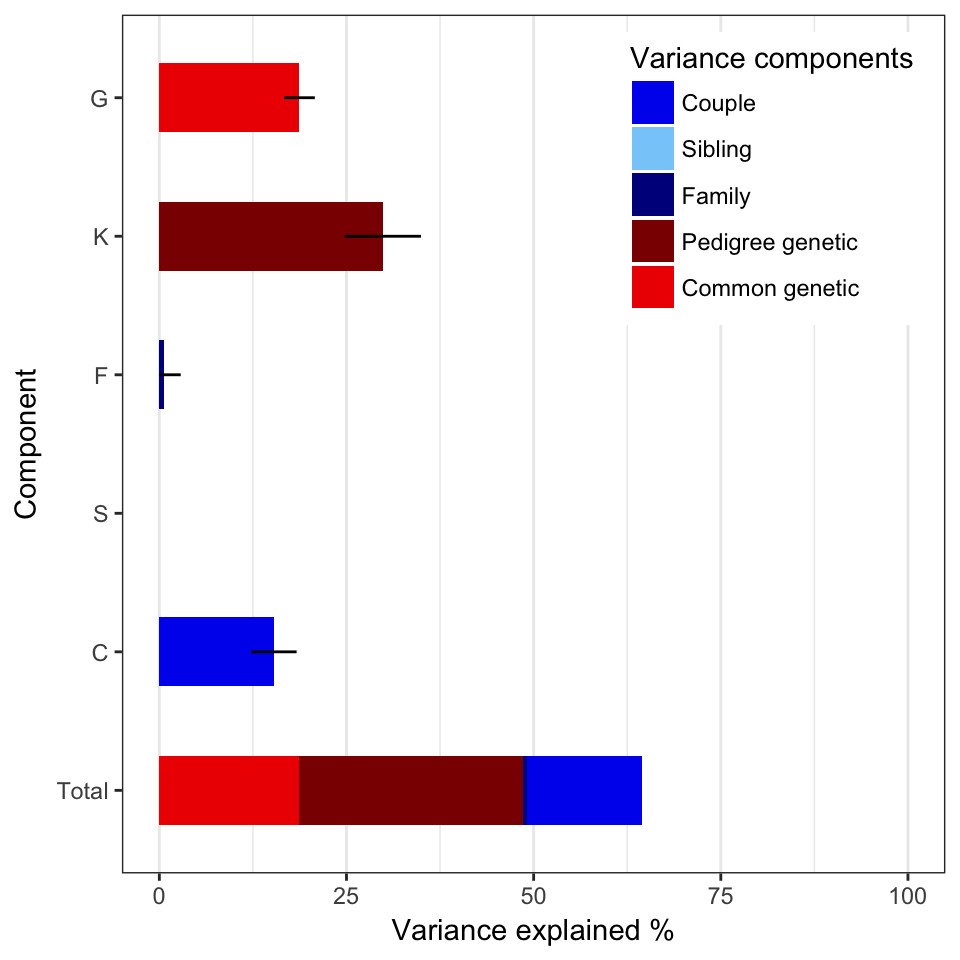 Variance components
Couple
Sibling
Family
Pedigree genetic
Common genetic
G
K
F
S
C
Total
Component
0 25 50 75 100
Variance explained %